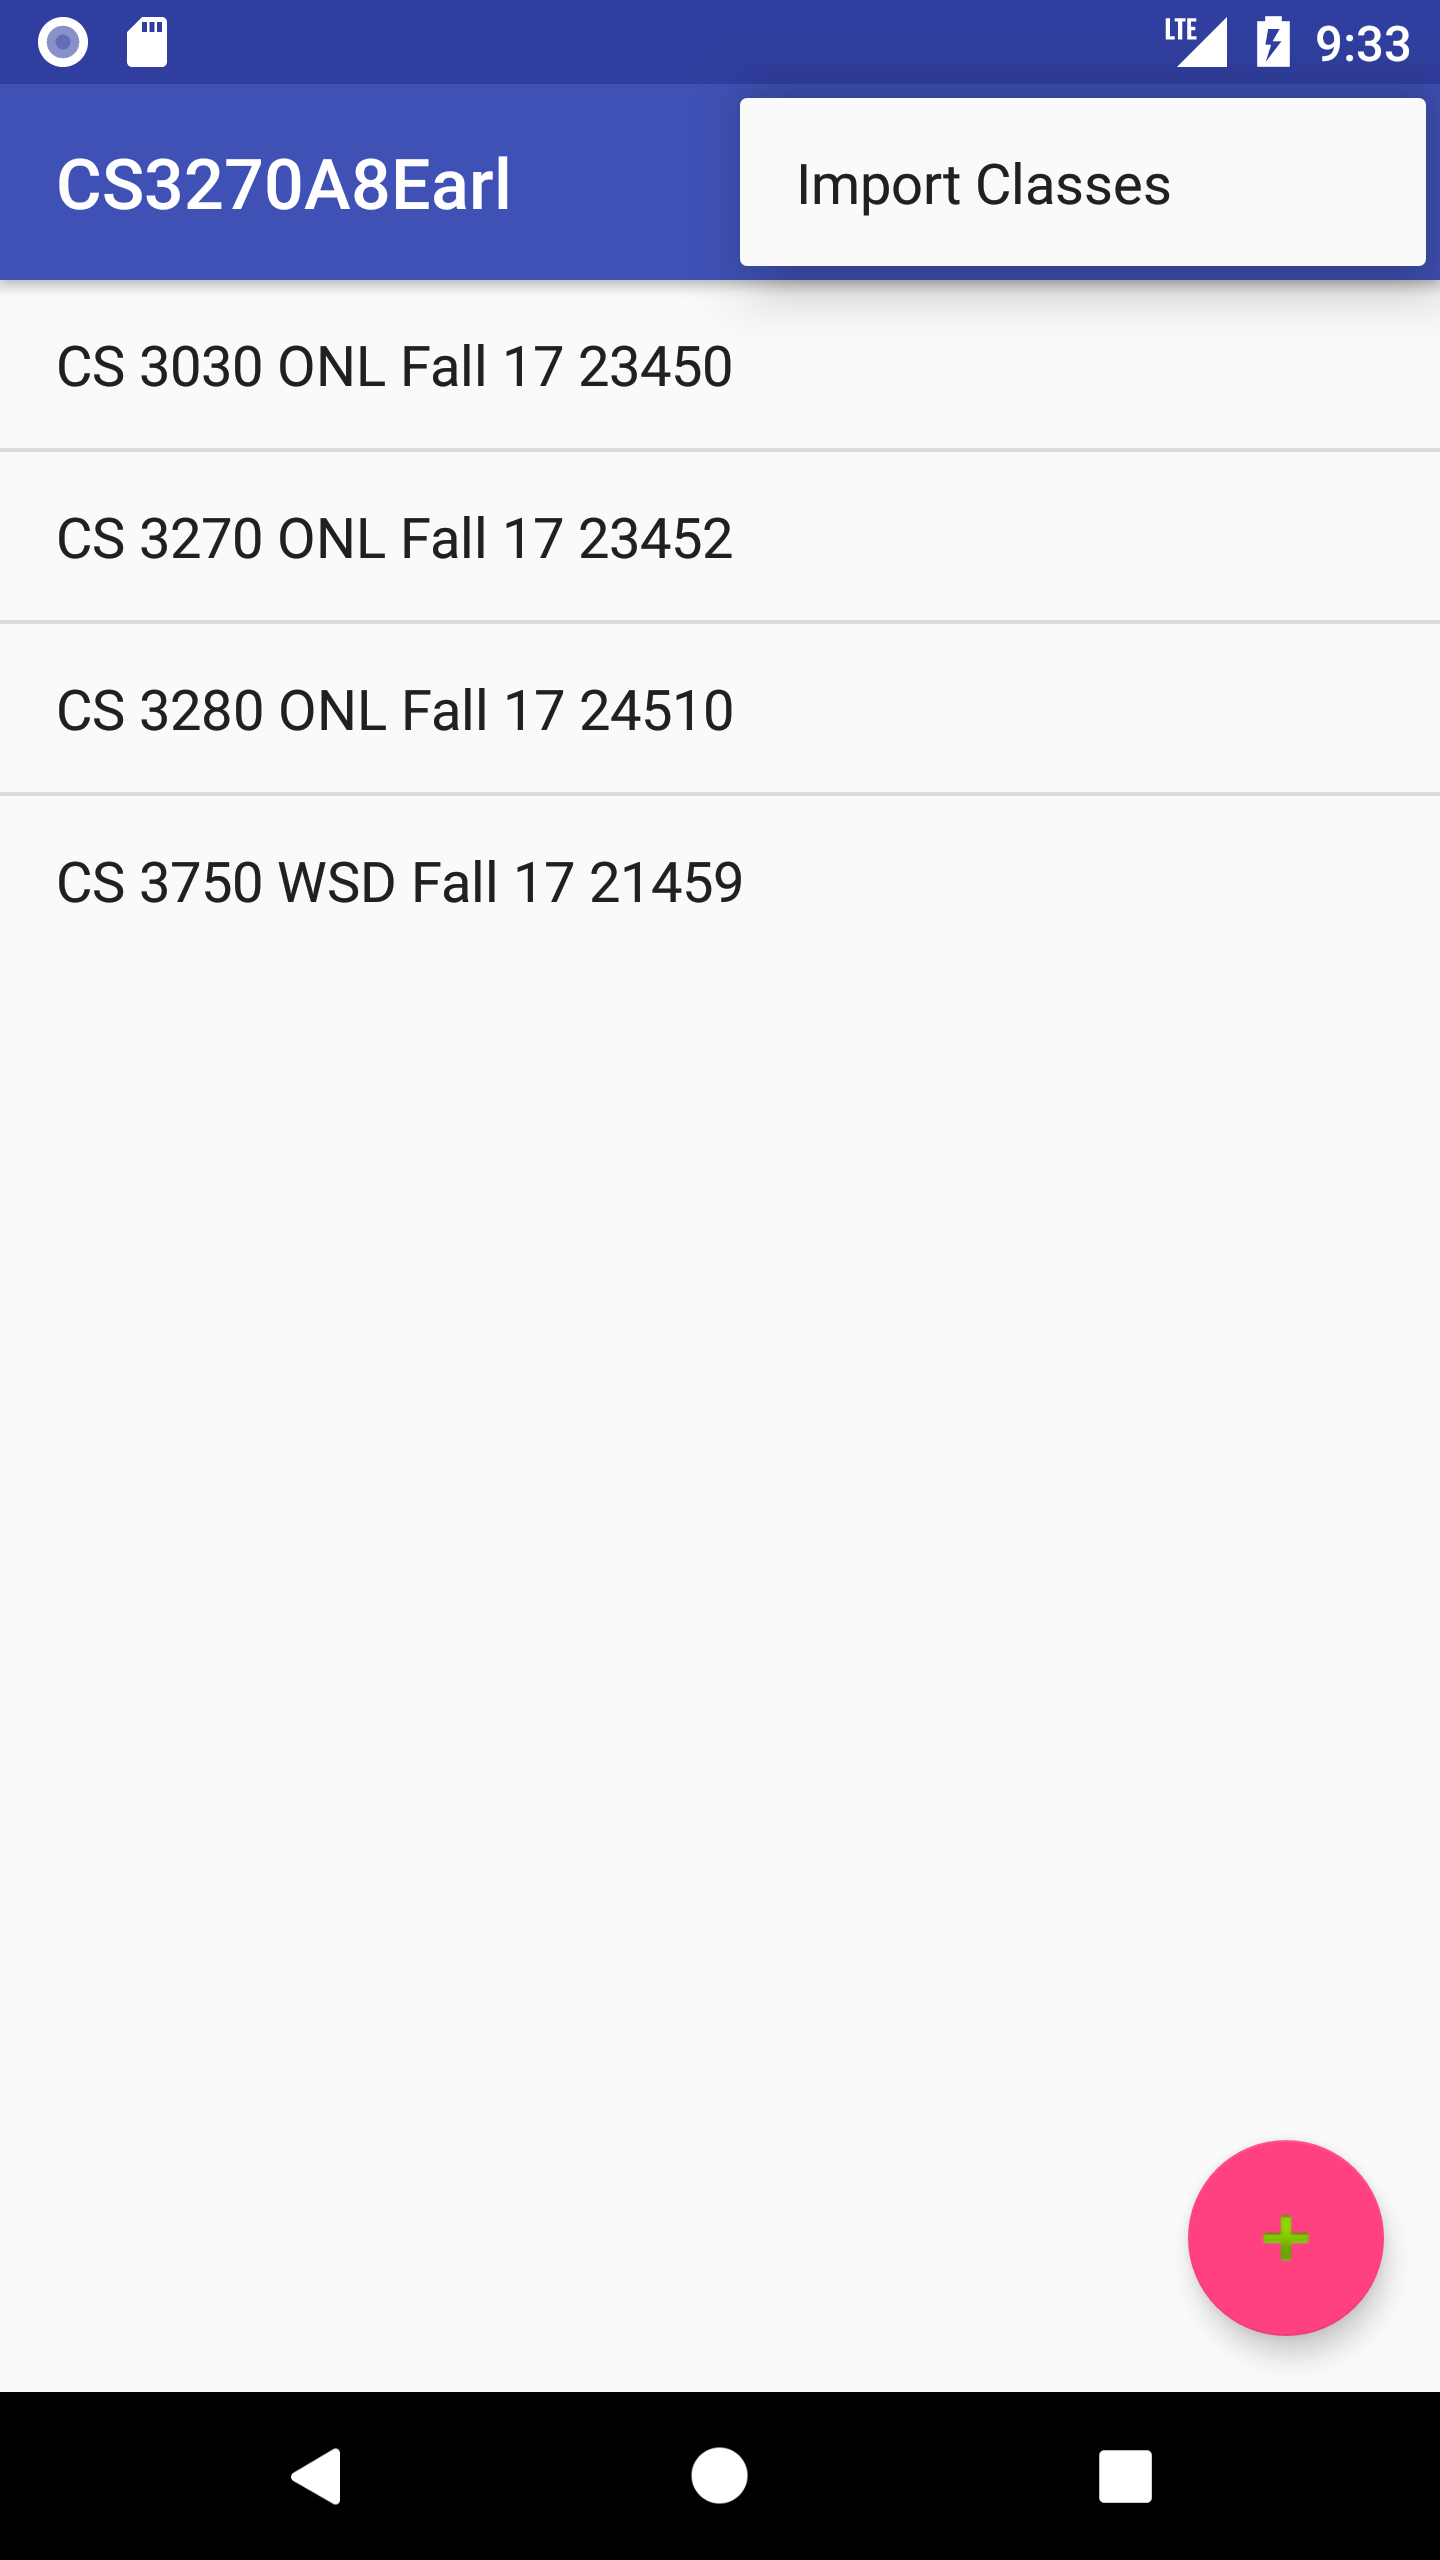 LTE 9:33
CS3270A8Earl
Import Classes
CS 3030 ONL Fall 17 23450
CS 3270 ONL Fall 17 23452
CS 3280 ONL Fall 17 24510
CS 3750 WSD Fall 17 21459